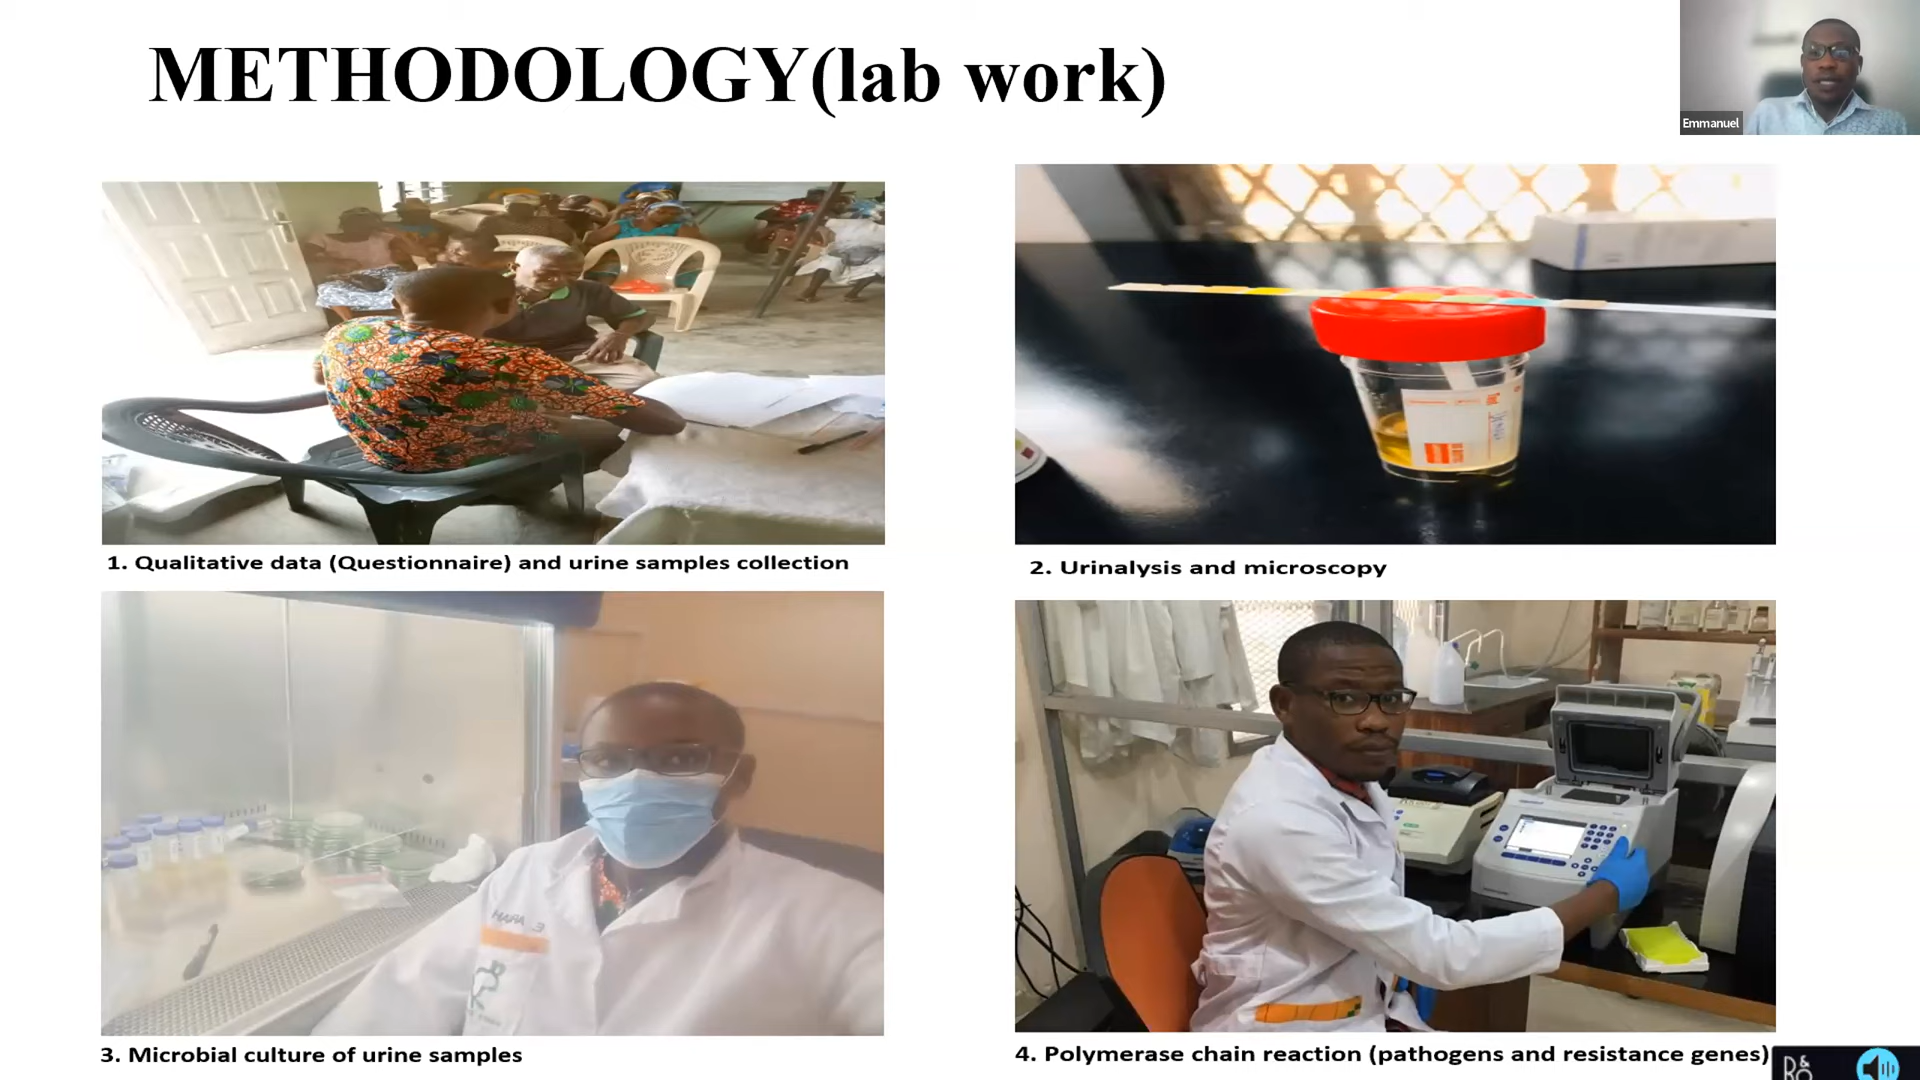 METHODOLOGY(lab work)
Emmanuel
1. Qualitative data (Questionnaire) and urine samples collection
2. Urinalysis and microscopy
3. Microbial culture of urine samples
4. Polymerase chain reaction (pathogens and resistance genes)